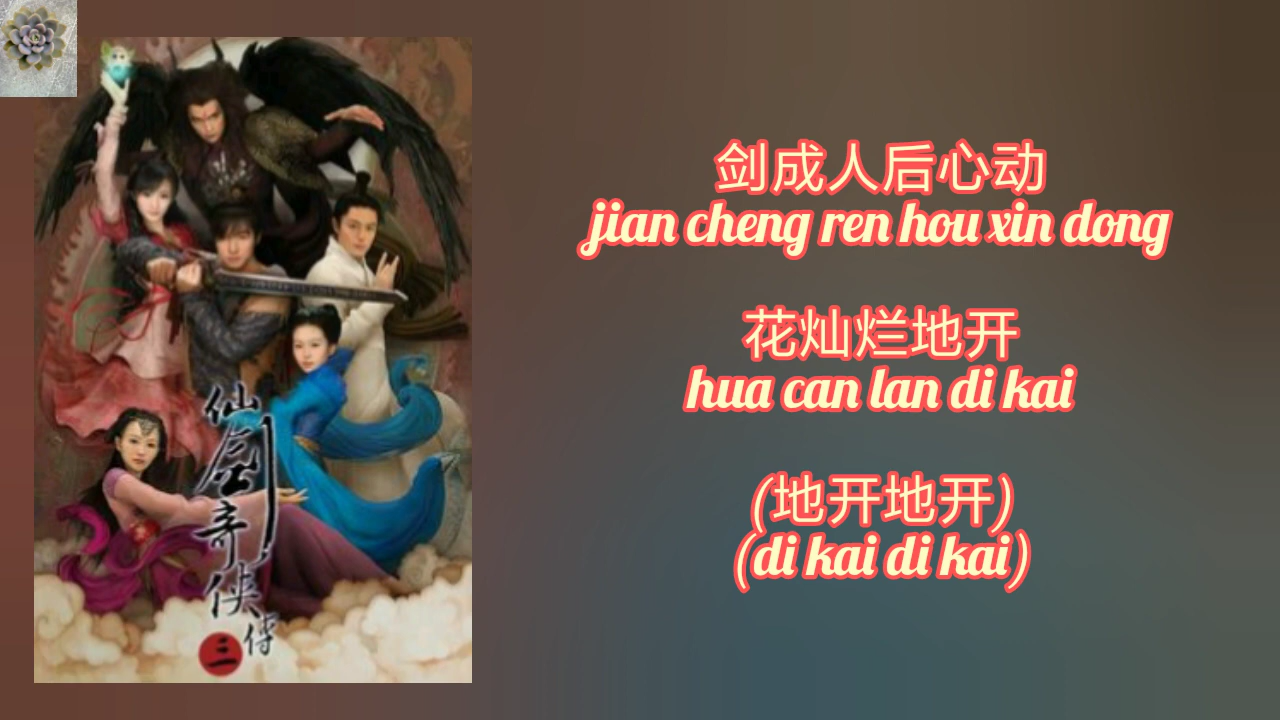 仙剑奇侠傳
三
剑成人后心动
jian cheng ren hou xin dong
花灿烂地开
hua can lan di kai
(地开地开)
(di kai di kai)